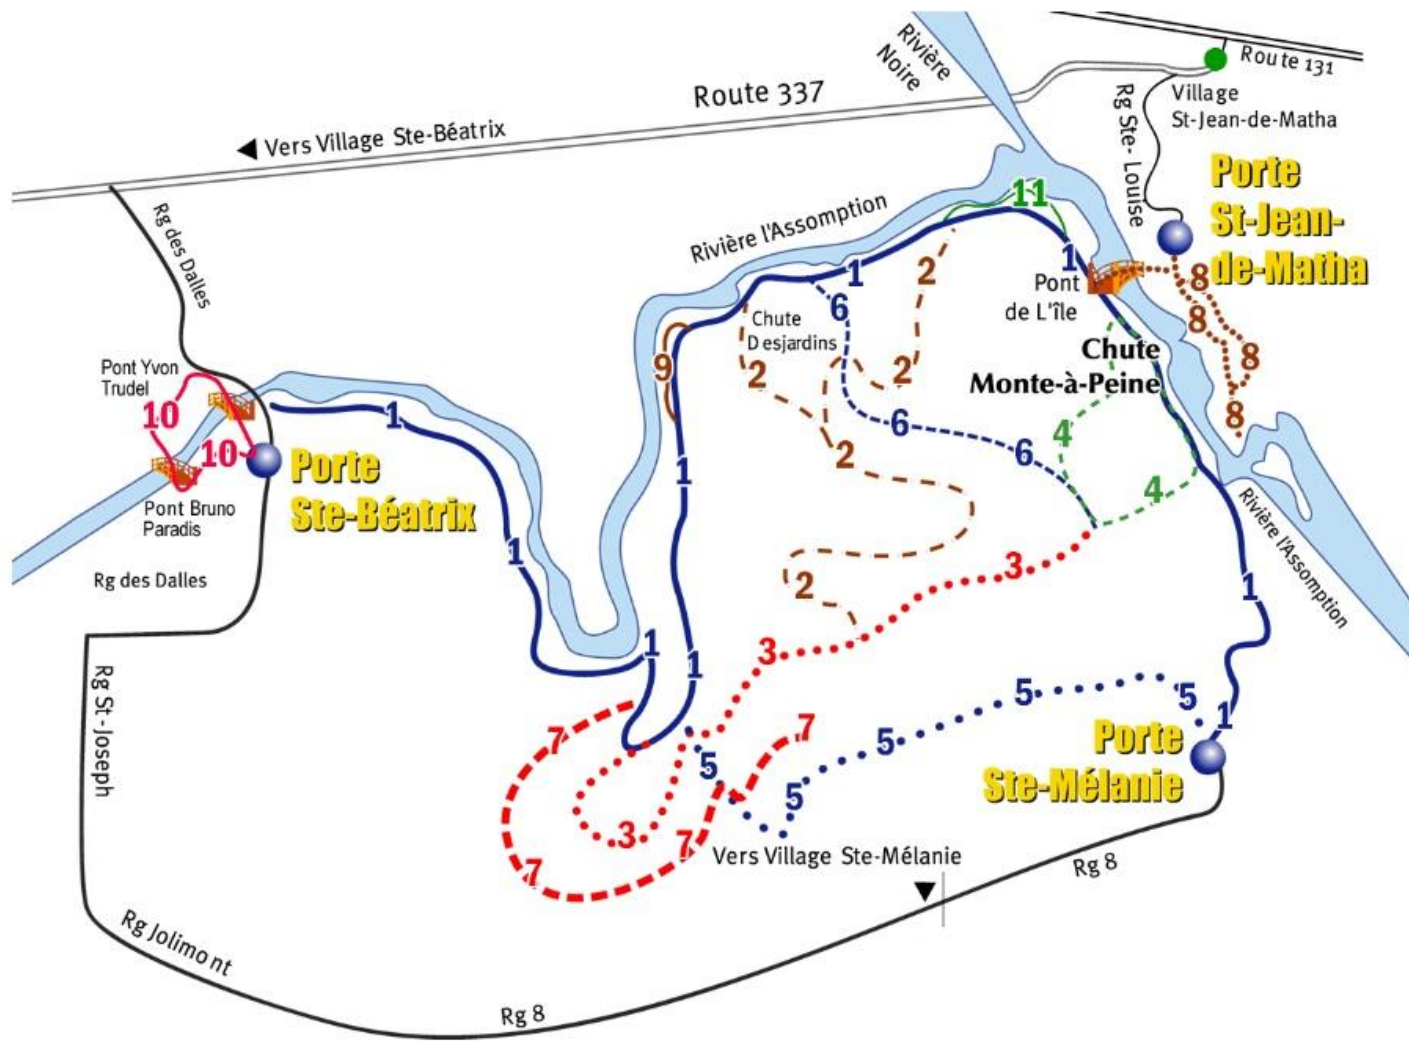 Rivière
Noire
Route 131
Route 337
Village
St-Jean-de-Matha
Rg Ste-Louise
Vers Village Ste-Béatrix
Porte
St-Jean-
de-Matha
11
Rivière l'Assomption
Rg des Dalles
1
1
2
6
Pont
de L'île
8
8
8
8
Chute
Desjardins
Chute
Monte-à-Peine
Pont Yvon
Trudel
9
2
2
10
10
1
6
6
4
4
2
Porte
Ste-Béatrix
1
Pont Bruno
Paradis
Rivière l'Assomption
1
3
2
1
Rg des Dalles
1
1
3
Rg St-Joseph
5
5
1
7
7
5
5
5
Porte
Ste-Mélanie
3
7
7
Vers Village Ste-Mélanie
Rg 8
Rg Jolimont
Rg 8